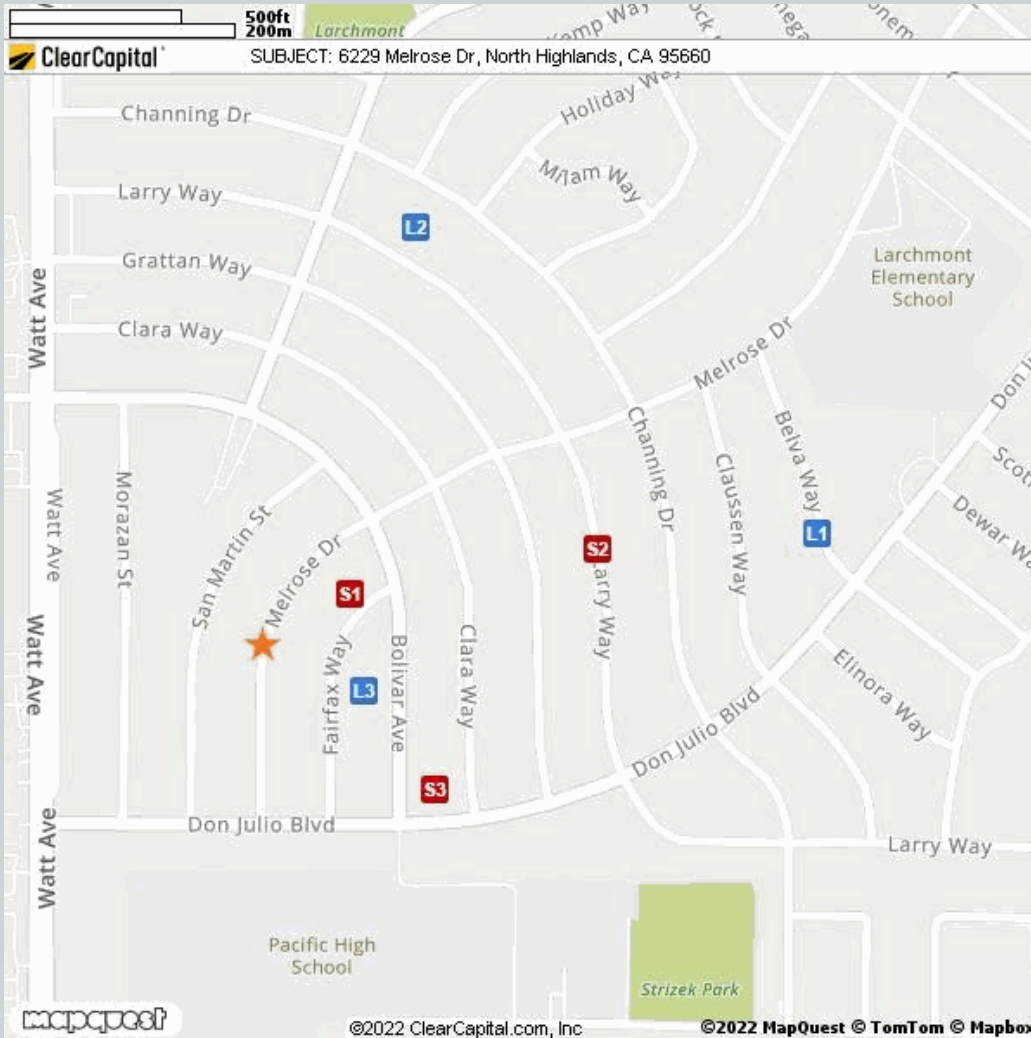 500ft
200m
Larchmont
ClearCapital
SUBJECT: 6229 Melrose Dr, North Highlands, CA 95660
Channing Dr
Holiday Way
Milam Way
Larry Way
L2
Grattan Way
Larchmont
Elementary
School
Watt Ave
Clara Way
Melrose Dr
Don
Channing Dr
Belva Way
Claussen Way
Morazan St
Watt Ave
San Martin St
Dewar
Melrose Dr
L1
S2
Larry Way
S1
Watt Ave
Fairfax Way
L3
Bolivar Ave
Clara Way
Elinora Way
Don Julio Blvd
S3
Don Julio Blvd
Watt Ave
Larry Way
Pacific High
School
Strizek Park
mapquest
©2022 ClearCapital.com, Inc
©2022 MapQuest © TomTom © Mapbox